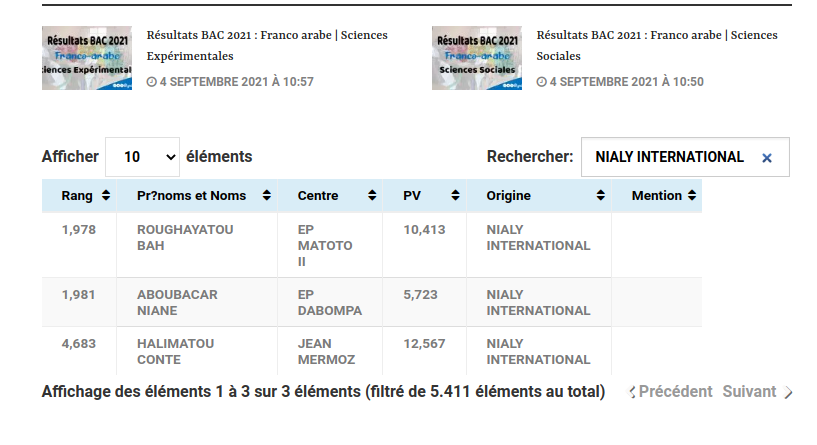 Résultats BAC 2021
Franco-arabe
iences Expérimental
Résultats BAC 2021 : Franco arabe | Sciences
Expérimentales
4 SEPTEMBRE 2021 À 10:57
Résultats BAC 2021
Franco-arabe
Sciences Sociales
Résultats BAC 2021 : Franco arabe | Sciences
Sociales
4 SEPTEMBRE 2021 À 10:50
Afficher 10 éléments Rechercher: NIALY INTERNATIONAL ×
Rang Pr?noms et Noms Centre PV Origine Mention
1,978 ROUGHAYATOU EP 10,413 NIALY
BAH MATOTO INTERNATIONAL
II
1,981 ABOUBACAR EP 5,723 NIALY
NIANE DABOMPA INTERNATIONAL
4,683 HALIMATOU JEAN 12,567 NIALY
CONTE MERMOZ INTERNATIONAL
Affichage des éléments 1 à 3 sur 3 éléments (filtré de 5.411 éléments au total) Précédent Suivant